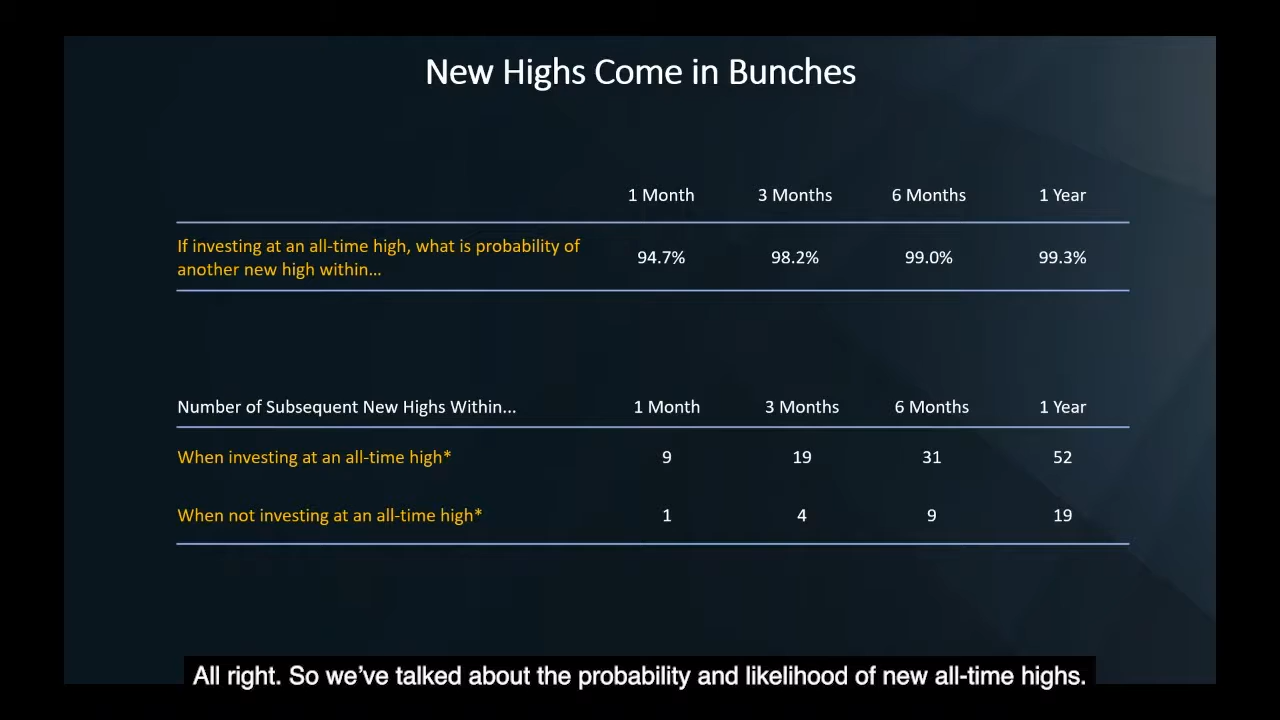 New Highs Come in Bunches
1 Month 3 Months 6 Months 1 Year
If investing at an all-time high, what is probability of
another new high within... 94.7% 98.2% 99.0% 99.3%
Number of Subsequent New Highs Within... 1 Month 3 Months 6 Months 1 Year
When investing at an all-time high* 9 19 31 52
When not investing at an all-time high* 1 4 9 19
All right. So we’ve talked about the probability and likelihood of new all-time highs.